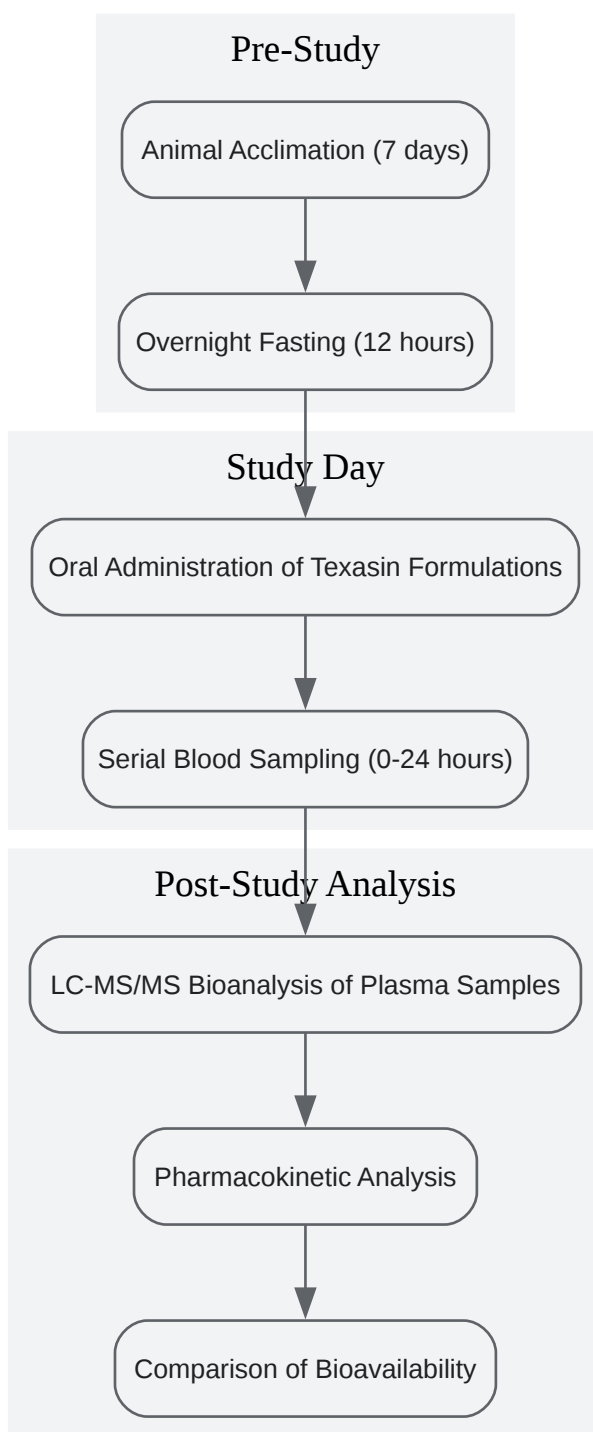 Pre-Study
Animal Acclimation (7 days)
Overnight Fasting (12 hours)
Study Day
Oral Administration of Texasin Formulations
Serial Blood Sampling (0-24 hours)
Post-Study Analysis
LC-MS/MS Bioanalysis of Plasma Samples
Pharmacokinetic Analysis
Comparison of Bioavailability